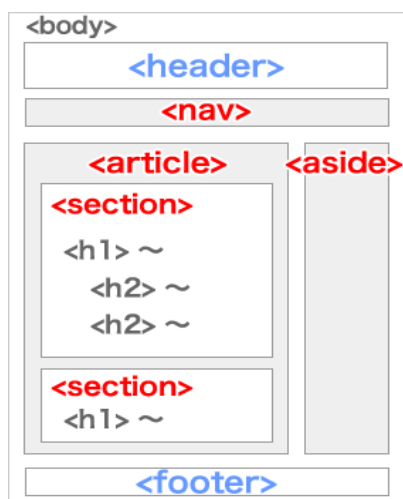 <body>
<header>
<nav>
<article>
<aside>
<section>
<h1>～
<h2>～
<h2>～
<section>
<h1>～
<footer>